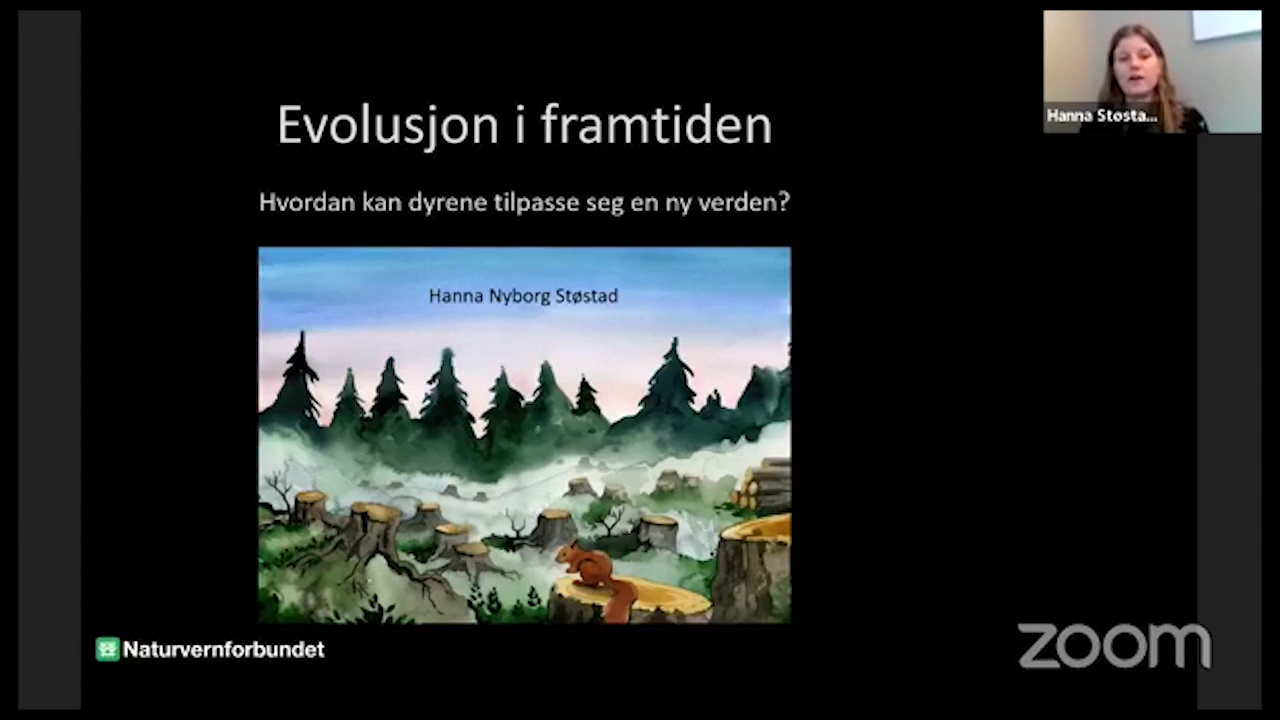 Evolusjon i framtiden
Hvordan kan dyrene tilpasse seg en ny verden?
Hanna Nyborg Støstad
Naturvernforbundet
Hanna Støsta...
zoom